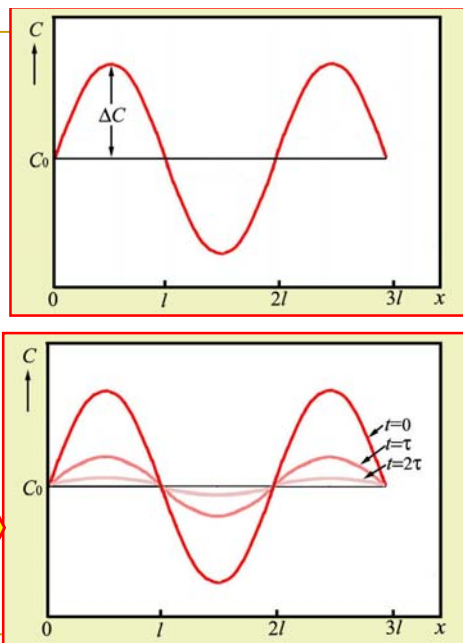 C
ΔC
C₀
0 l 2l 3l x
C
t=0
t=τ
t=2τ
C₀
0 l 2l 3l x